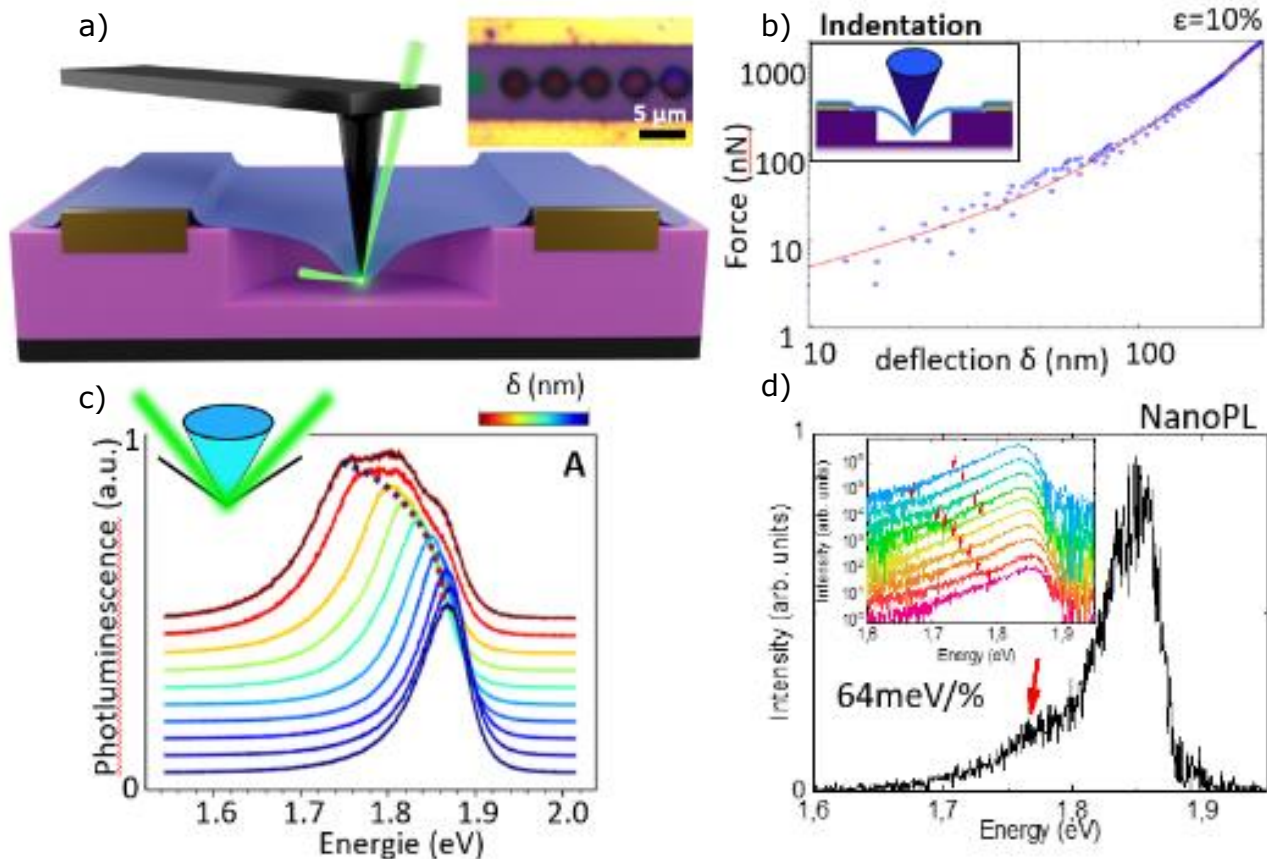 a)
5 µm
b)
Indentation
ε=10%
Force (nN)
1000
100
10
1
10
100
deflection δ (nm)
c)
δ (nm)
A
Photluminescence (a.u.)
1
0
1.6
1.7
1.8
1.9
2.0
Energie (eV)
d)
NanoPL
1
0
Intensity (arb. units)
Intensity (arb. units)
1,6
1,7
1,8
1,9
Energy (eV)
64meV/%
1,6
1,7
1,8
1,9
Energy (eV)